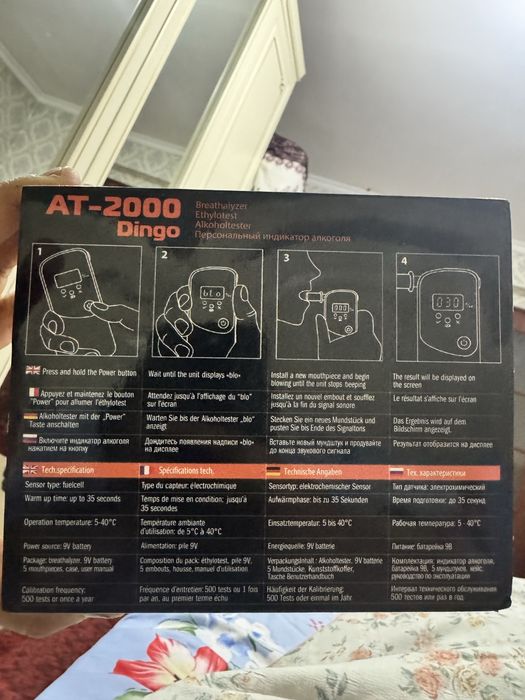 AT-2000
Dingo
Breathalyzer
Ethylotest
Alkoholtester
Персональный индикатор алкоголя
1
2
blo
3
000
4
030
Press and hold the Power button
Wait until the unit displays «blo»
Install a new mouthpiece and begin
blowing until the unit stops beeping
The result will be displayed on
the screen
Appuyez et maintenez le bouton
"Power" pour allumer l'éthylotest
Attendez jusqu'à l'affichage du "blo"
sur l'écran
Installez un nouvel embout et soufflez
jusqu'à la fin du signal sonore
Le résultat s'affiche sur l'écran
Alkoholtester mit der „Power"
Taste anschalten
Warten Sie bis der Alkoholtester „blo"
anzeigt
Stecken Sie ein neues Mundstück und
pusten Sie bis Ende des Signaltons
Das Ergebnis wird auf dem
Bildschirm angezeigt.
Включите индикатор алкоголя
нажатием на кнопку
Дождитесь появления надписи «blo»
на дисплее
Вставьте новый мундштук и продувайте
до конца звукового сигнала
Результат отобразится на дисплее
Tech.specification
Spécifications tech.
Technische Angaben
Тех. характеристики
Sensor type: fuelcell
Type du capteur: électrochimique
Sensortyp: elektrochemischer Sensor
Тип датчика: электрохимический
Warm up time: up to 35 seconds
Temps de mise en condition: jusqu'à
35 secondes
Aufwärmphase: bis zu 35 Sekunden
Время подготовки: до 35 секунд
Operation temperature: 5-40°C
Température ambiante
d'utilisation: de 5°C à 40°C
Einsatztemperatur: 5 bis 40°C
Рабочая температура: 5 - 40°C
Power source: 9V battery
Alimentation: pile 9V
Energiequelle: 9V batterie
Питание: батарейка 9В
Package: breathalyzer, 9V battery
5 mouthpieces, case, user manual
Composition du pack: éthylotest, pile 9V,
5 embouts, housse, manuel d'utilisation
Verpackungsinhalt : Alkoholtester, 9V batterie
5 Mundstücke, Kunststoffkoffer,
Tasche Benutzerhandbuch
Комплектация: индикатор алкоголя,
батарейка 9В, 5 мундштуков, кейс,
руководство по эксплуатации
Calibration frequency:
500 tests or once a year
Fréquence d'entretien: 500 tests ou 1 fois
par an, au premier terme échu
Häufigkeit der Kalibrierung:
500 Tests oder einmal im Jahr
Интервал технического обслуживания
500 тестов или раз в год.